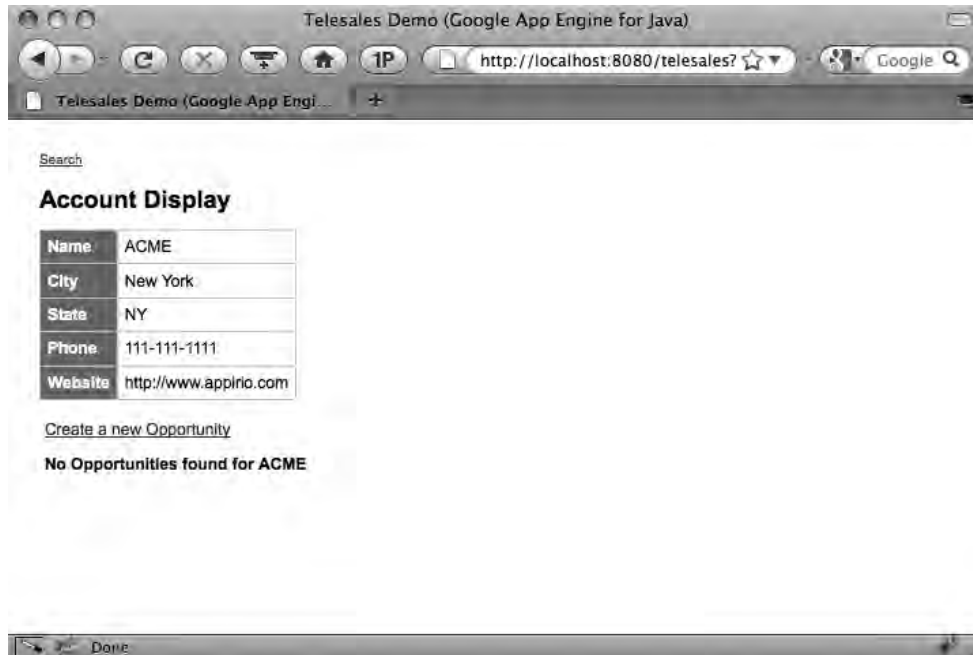 Telesales Demo (Google App Engine for Java)
1P
http://localhost:8080/telesales?
Google
Telesales Demo (Google App Engi...
Search
Account Display
Name ACME
City New York
State NY
Phone 111-111-1111
Website http://www.appirio.com
Create a new Opportunity
No Opportunities found for ACME
Done